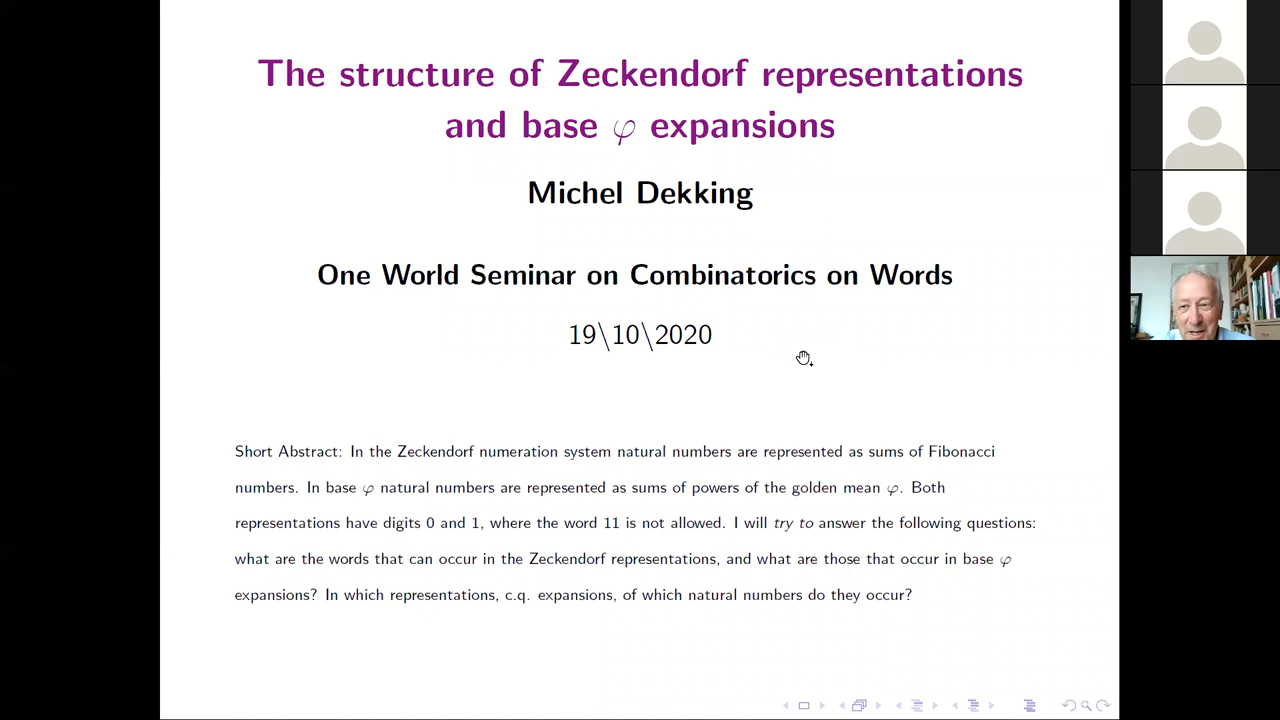 The structure of Zeckendorf representations
and base φ expansions
Michel Dekking
One World Seminar on Combinatorics on Words
19\10\2020
Short Abstract: In the Zeckendorf numeration system natural numbers are represented as sums of Fibonacci
numbers. In base φ natural numbers are represented as sums of powers of the golden mean φ. Both
representations have digits 0 and 1, where the word 11 is not allowed. I will try to answer the following questions:
what are the words that can occur in the Zeckendorf representations, and what are those that occur in base φ
expansions? In which representations, c.q. expansions, of which natural numbers do they occur?